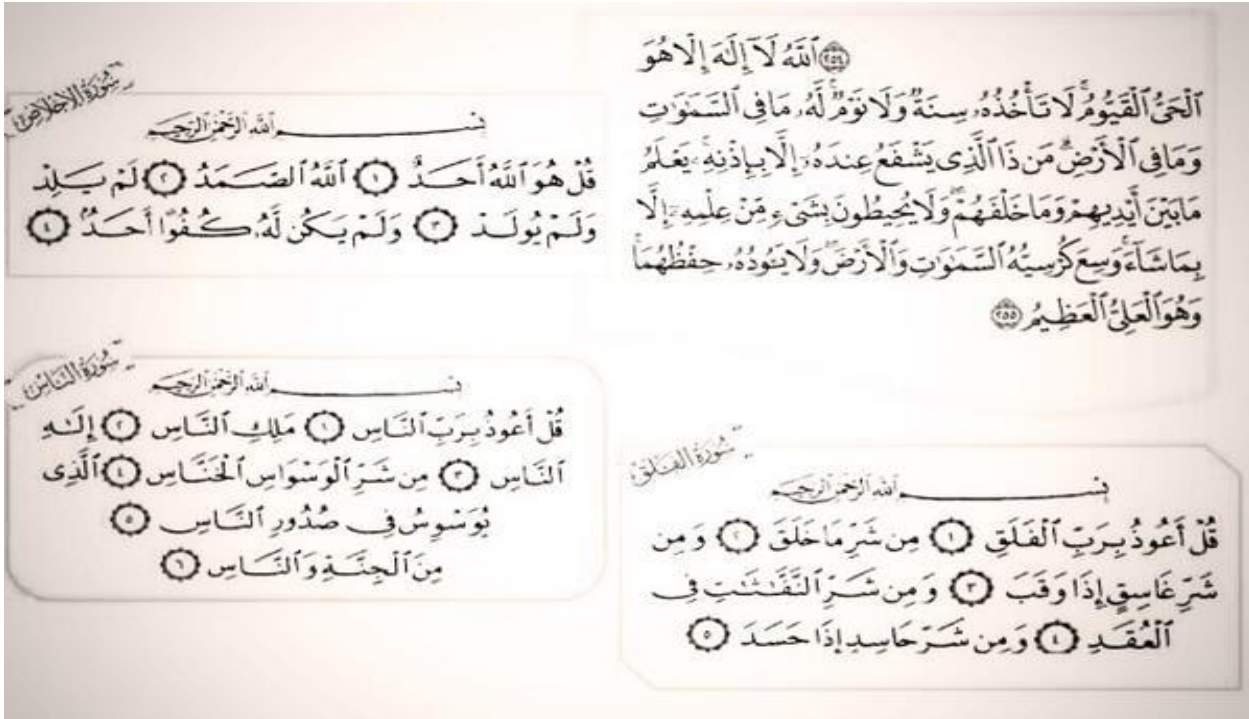 سُورَةُ الإِخْلَاصِ
بِسْمِ ٱللَّهِ ٱلرَّحْمَٰنِ ٱلرَّحِيمِ
قُلْ هُوَ ٱللَّهُ أَحَدٌ ١ ٱللَّهُ ٱلصَّمَدُ ٢ لَمْ يَلِدْ
وَلَمْ يُولَدْ ٣ وَلَمْ يَكُن لَّهُۥ كُفُوًا أَحَدٌۢ ٤
۝٢٥٤ ٱللَّهُ لَآ إِلَٰهَ إِلَّا هُوَ
ٱلْحَىُّ ٱلْقَيُّومُ ۚ لَا تَأْخُذُهُۥ سِنَةٌ وَلَا نَوْمٌ ۚ لَّهُۥ مَا فِى ٱلسَّمَٰوَٰتِ
وَمَا فِى ٱلْأَرْضِ ۗ مَن ذَا ٱلَّذِى يَشْفَعُ عِندَهُۥٓ إِلَّا بِإِذْنِهِۦ ۚ يَعْلَمُ
مَا بَيْنَ أَيْدِيهِمْ وَمَا خَلْفَهُمْ ۖ وَلَا يُحِيطُونَ بِشَىْءٍ مِّنْ عِلْمِهِۦٓ إِلَّا
بِمَا شَآءَ ۚ وَسِعَ كُرْسِيُّهُ ٱلسَّمَٰوَٰتِ وَٱلْأَرْضَ ۖ وَلَا يَـُٔودُهُۥ حِفْظُهُمَا ۚ
وَهُوَ ٱلْعَلِىُّ ٱلْعَظِيمُ ۝٢٥٥
سُورَةُ النَّاسِ
بِسْمِ ٱللَّهِ ٱلرَّحْمَٰنِ ٱلرَّحِيمِ
قُلْ أَعُوذُ بِرَبِّ ٱلنَّاسِ ١ مَلِكِ ٱلنَّاسِ ٢ إِلَٰهِ
ٱلنَّاسِ ٣ مِن شَرِّ ٱلْوَسْوَاسِ ٱلْخَنَّاسِ ٤ ٱلَّذِى
يُوَسْوِسُ فِى صُدُورِ ٱلنَّاسِ ٥
مِنَ ٱلْجِنَّةِ وَٱلنَّاسِ ٦
سُورَةُ الفَلَقِ
بِسْمِ ٱللَّهِ ٱلرَّحْمَٰنِ ٱلرَّحِيمِ
قُلْ أَعُوذُ بِرَبِّ ٱلْفَلَقِ ١ مِن شَرِّ مَا خَلَقَ ٢ وَمِن
شَرِّ غَاسِقٍ إِذَا وَقَبَ ٣ وَمِن شَرِّ ٱلنَّفَّٰثَٰتِ فِى
ٱلْعُقَدِ ٤ وَمِن شَرِّ حَاسِدٍ إِذَا حَسَدَ ٥